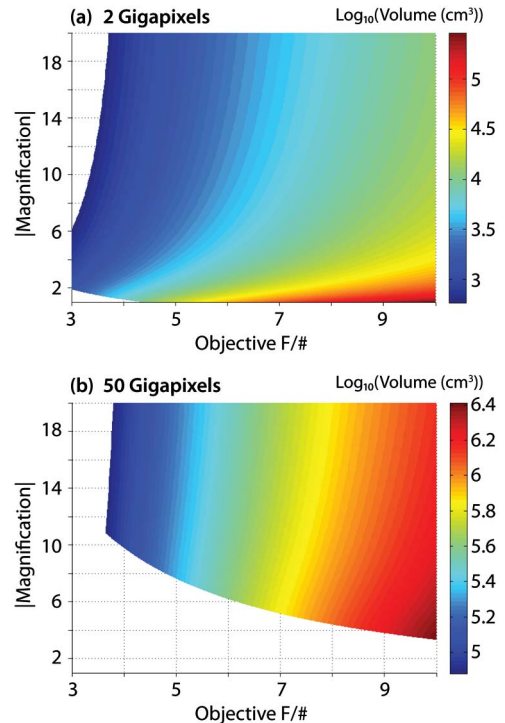 (a) 2 Gigapixels
Log₁₀(Volume (cm³))
18
14
10
6
2
|Magnification|
3 5 7 9
Objective F/#
5
4.5
4
3.5
3
(b) 50 Gigapixels
Log₁₀(Volume (cm³))
18
14
10
6
2
|Magnification|
3 5 7 9
Objective F/#
6.4
6.2
6
5.8
5.6
5.4
5.2
5